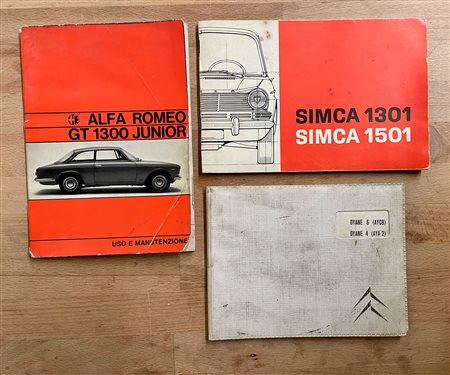 ALFA ROMEO
GT 1300 JUNIOR
USO E MANUTENZIONE
SIMCA 1301
SIMCA 1501
DYANE 6 (AYCB)
DYANE 4 (AYA 2)